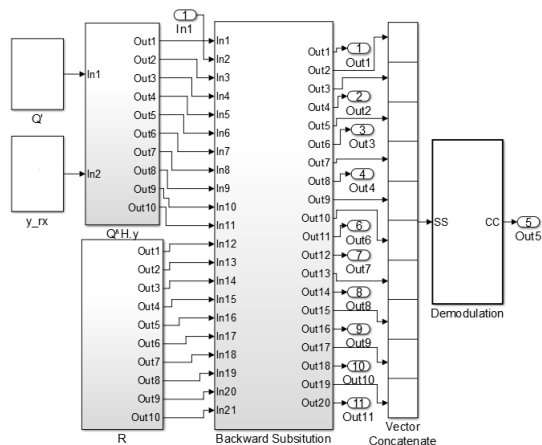 1
In1
Q'
In1
y_rx
In2
Out1
Out2
Out3
Out4
Out5
Out6
Out7
Out8
Out9
Out10
Q^H.y
Out1
Out2
Out3
Out4
Out5
Out6
Out7
Out8
Out9
Out10
R
In1
In2
In3
In4
In5
In6
In7
In8
In9
In10
In11
In12
In13
In14
In15
In16
In17
In18
In19
In20
In21
Out1
Out2
Out3
Out4
Out5
Out6
Out7
Out8
Out9
Out10
Out11
Out12
Out13
Out14
Out15
Out16
Out17
Out18
Out19
Out20
Backward Subsitution
1
Out1
2
Out2
3
Out3
4
Out4
6
Out6
7
Out7
8
Out8
9
Out9
10
Out10
11
Out11
Vector
Concatenate
SS
CC
Demodulation
5
Out5